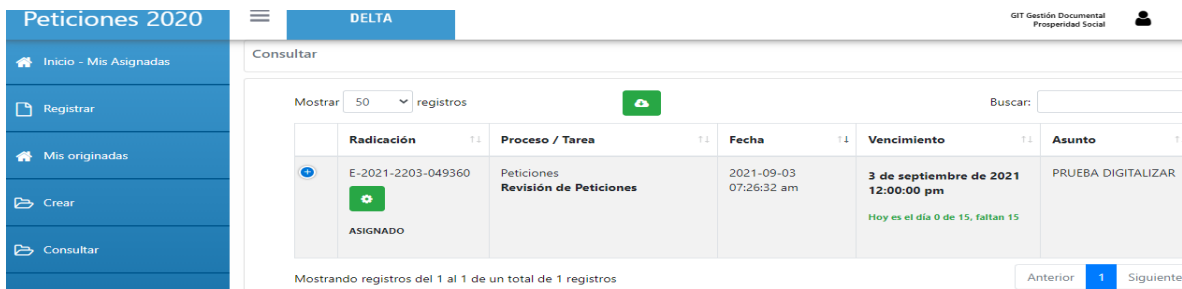 Peticiones 2020
DELTA
GIT Gestión Documental
Prosperidad Social
Inicio - Mis Asignadas
Registrar
Mis originadas
Crear
Consultar
Consultar
Mostrar 50 registros
Buscar:
Radicación Proceso / Tarea Fecha Vencimiento Asunto
E-2021-2203-049360
ASIGNADO
Peticiones
Revisión de Peticiones
2021-09-03
07:26:32 am
3 de septiembre de 2021
12:00:00 pm
Hoy es el día 0 de 15, faltan 15
PRUEBA DIGITALIZAR
Mostrando registros del 1 al 1 de un total de 1 registros
Anterior 1 Siguiente